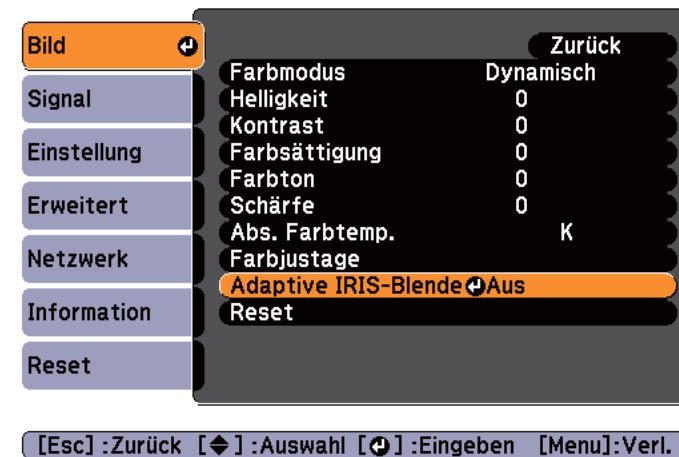 Bild
Signal
Einstellung
Erweitert
Netzwerk
Information
Reset
Zurück
Farbmodus Dynamisch
Helligkeit 0
Kontrast 0
Farbsättigung 0
Farbton 0
Schärfe 0
Abs. Farbtemp. K
Farbjustage
Adaptive IRIS-Blende Aus
Reset
[Esc] :Zurück [◆] :Auswahl [⏎] :Eingeben [Menu]:Verl.